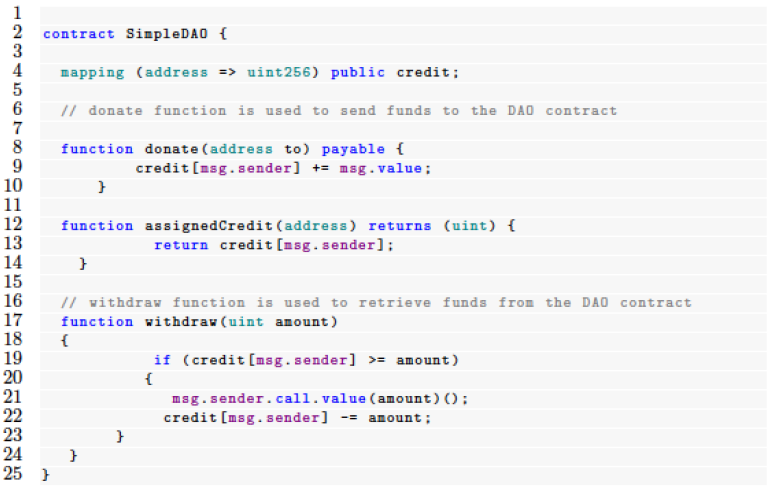 1
2 contract SimpleDAO {
3
4 mapping (address => uint256) public credit;
5
6 // donate function is used to send funds to the DAO contract
7
8 function donate(address to) payable {
9 credit[msg.sender] += msg.value;
10 }
11
12 function assignedCredit(address) returns (uint) {
13 return credit[msg.sender];
14 }
15
16 // withdraw function is used to retrieve funds from the DAO contract
17 function withdraw(uint amount)
18 {
19 if (credit[msg.sender] >= amount)
20 {
21 msg.sender.call.value(amount)();
22 credit[msg.sender] -= amount;
23 }
24 }
25 }